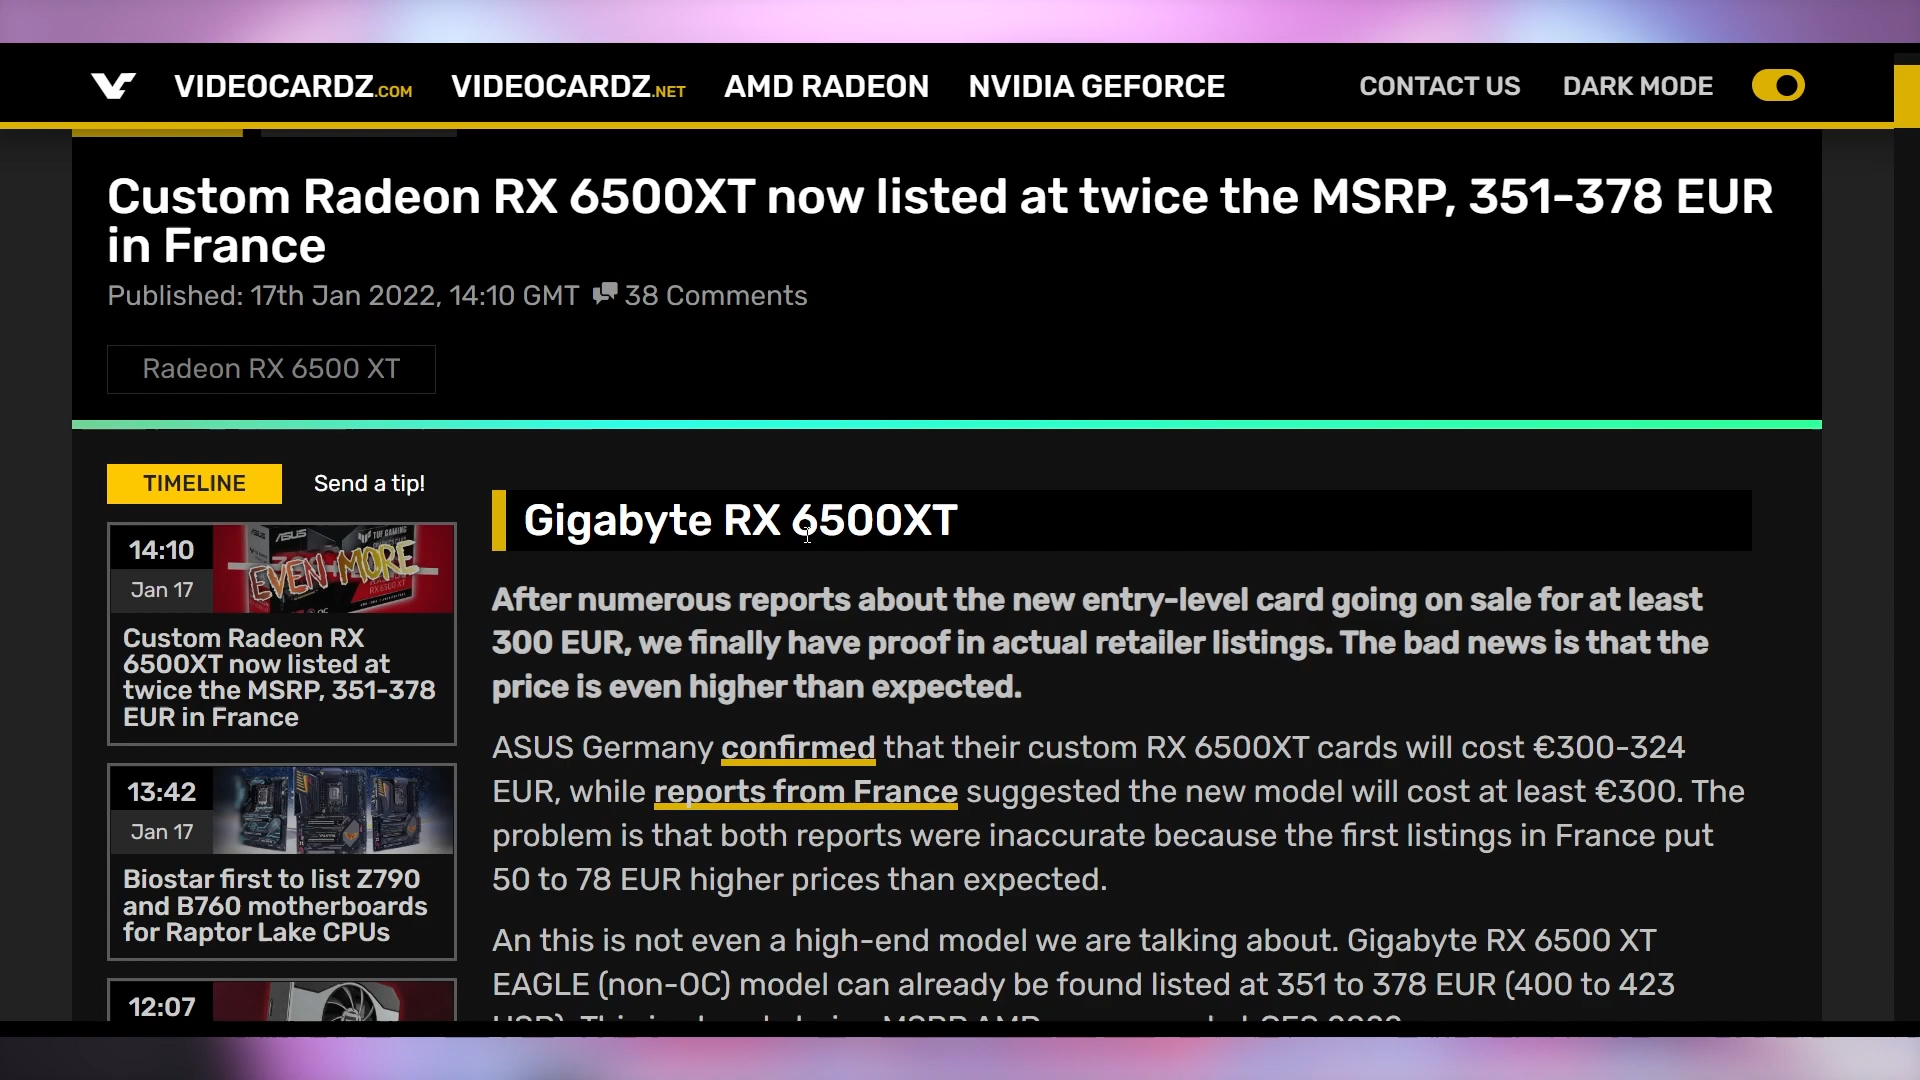 VIDEOCARDZ.COM VIDEOCARDZ.NET AMD RADEON NVIDIA GEFORCE CONTACT US DARK MODE
Custom Radeon RX 6500XT now listed at twice the MSRP, 351-378 EUR
in France
Published: 17th Jan 2022, 14:10 GMT 38 Comments
Radeon RX 6500 XT
TIMELINE Send a tip!
14:10
Jan 17
ASUS
EVEN MORE
Custom Radeon RX
6500XT now listed at
twice the MSRP, 351-378
EUR in France
13:42
Jan 17
Biostar first to list Z790
and B760 motherboards
for Raptor Lake CPUs
12:07
Gigabyte RX 6500XT
After numerous reports about the new entry-level card going on sale for at least
300 EUR, we finally have proof in actual retailer listings. The bad news is that the
price is even higher than expected.
ASUS Germany confirmed that their custom RX 6500XT cards will cost €300-324
EUR, while reports from France suggested the new model will cost at least €300. The
problem is that both reports were inaccurate because the first listings in France put
50 to 78 EUR higher prices than expected.
An this is not even a high-end model we are talking about. Gigabyte RX 6500 XT
EAGLE (non-OC) model can already be found listed at 351 to 378 EUR (400 to 423